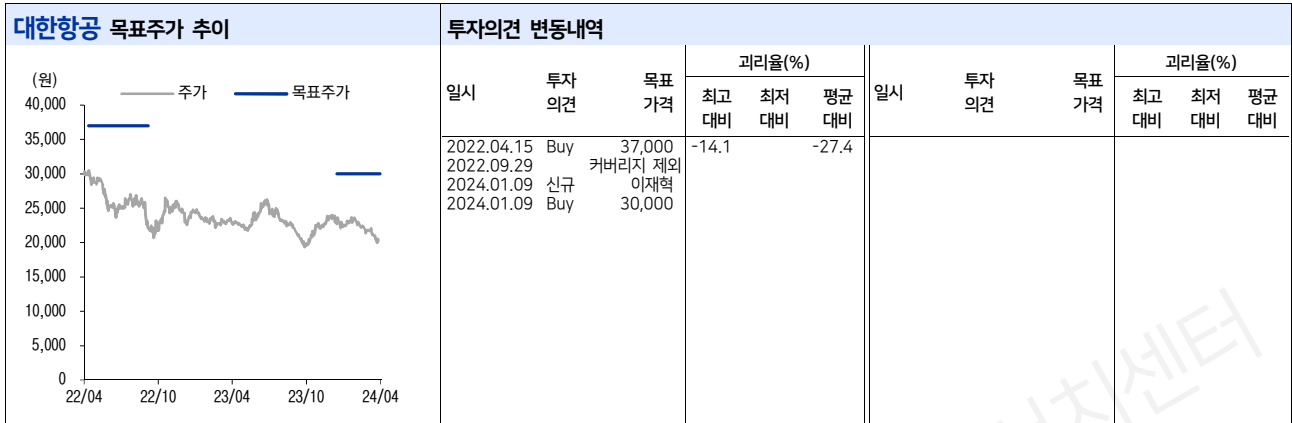 대한항공 목표주가 추이
(원)
주가 목표주가
40,000
35,000
30,000
25,000
20,000
15,000
10,000
5,000
0
22/04 22/10 23/04 23/10 24/04
투자의견 변동내역
괴리율(%) 괴리율(%)
일시 투자 목표 최고 최저 평균 일시 투자 목표 최고 최저 평균
의견 가격 대비 대비 대비 의견 가격 대비 대비 대비
2022.04.15 Buy 37,000 -14.1 -27.4
2022.09.29 커버리지 제외
2024.01.09 신규 이재혁
2024.01.09 Buy 30,000